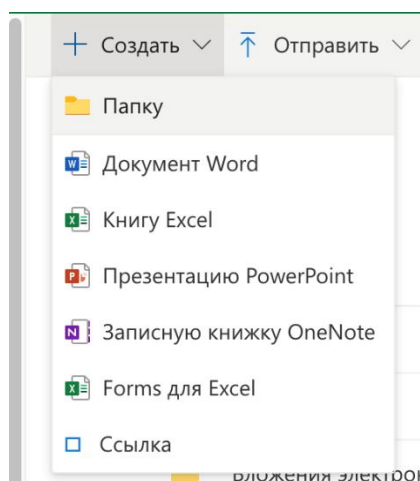 Создать Отправить
Папку
Документ Word
Книгу Excel
Презентацию PowerPoint
Записную книжку OneNote
Forms для Excel
Ссылка